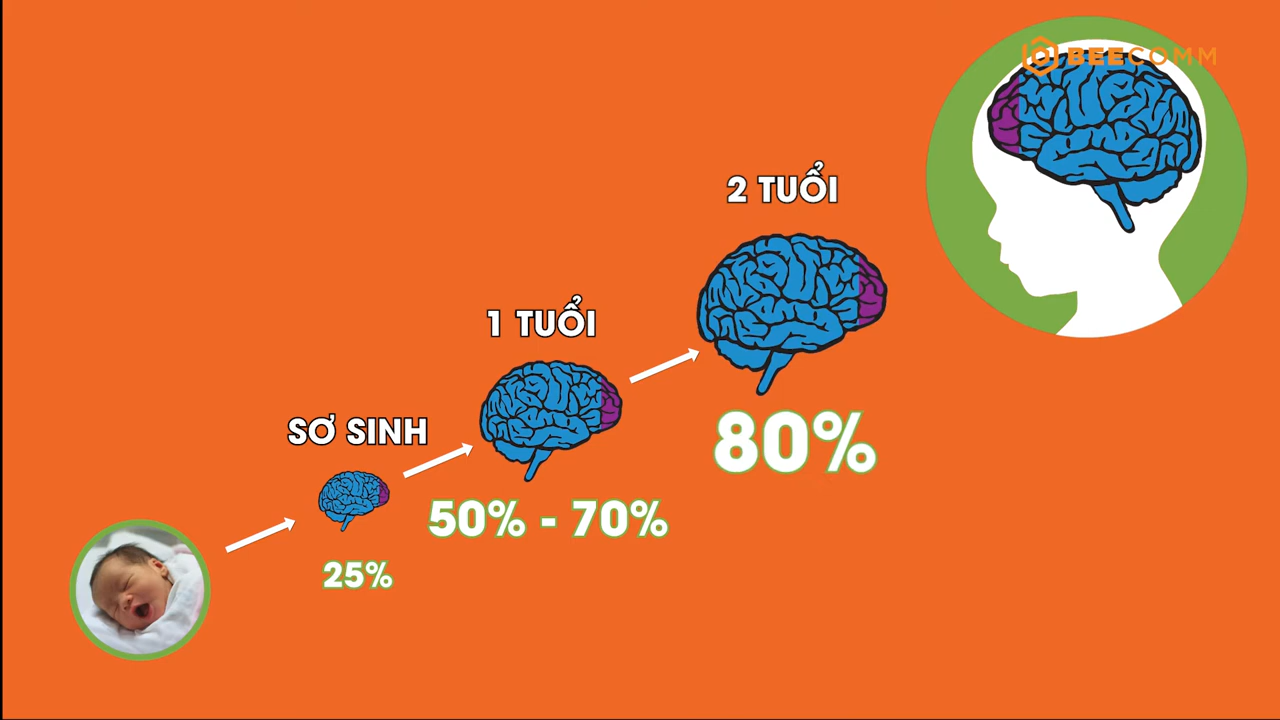 BEECOMM
2 TUỔI
1 TUỔI
80%
SƠ SINH
50% - 70%
25%